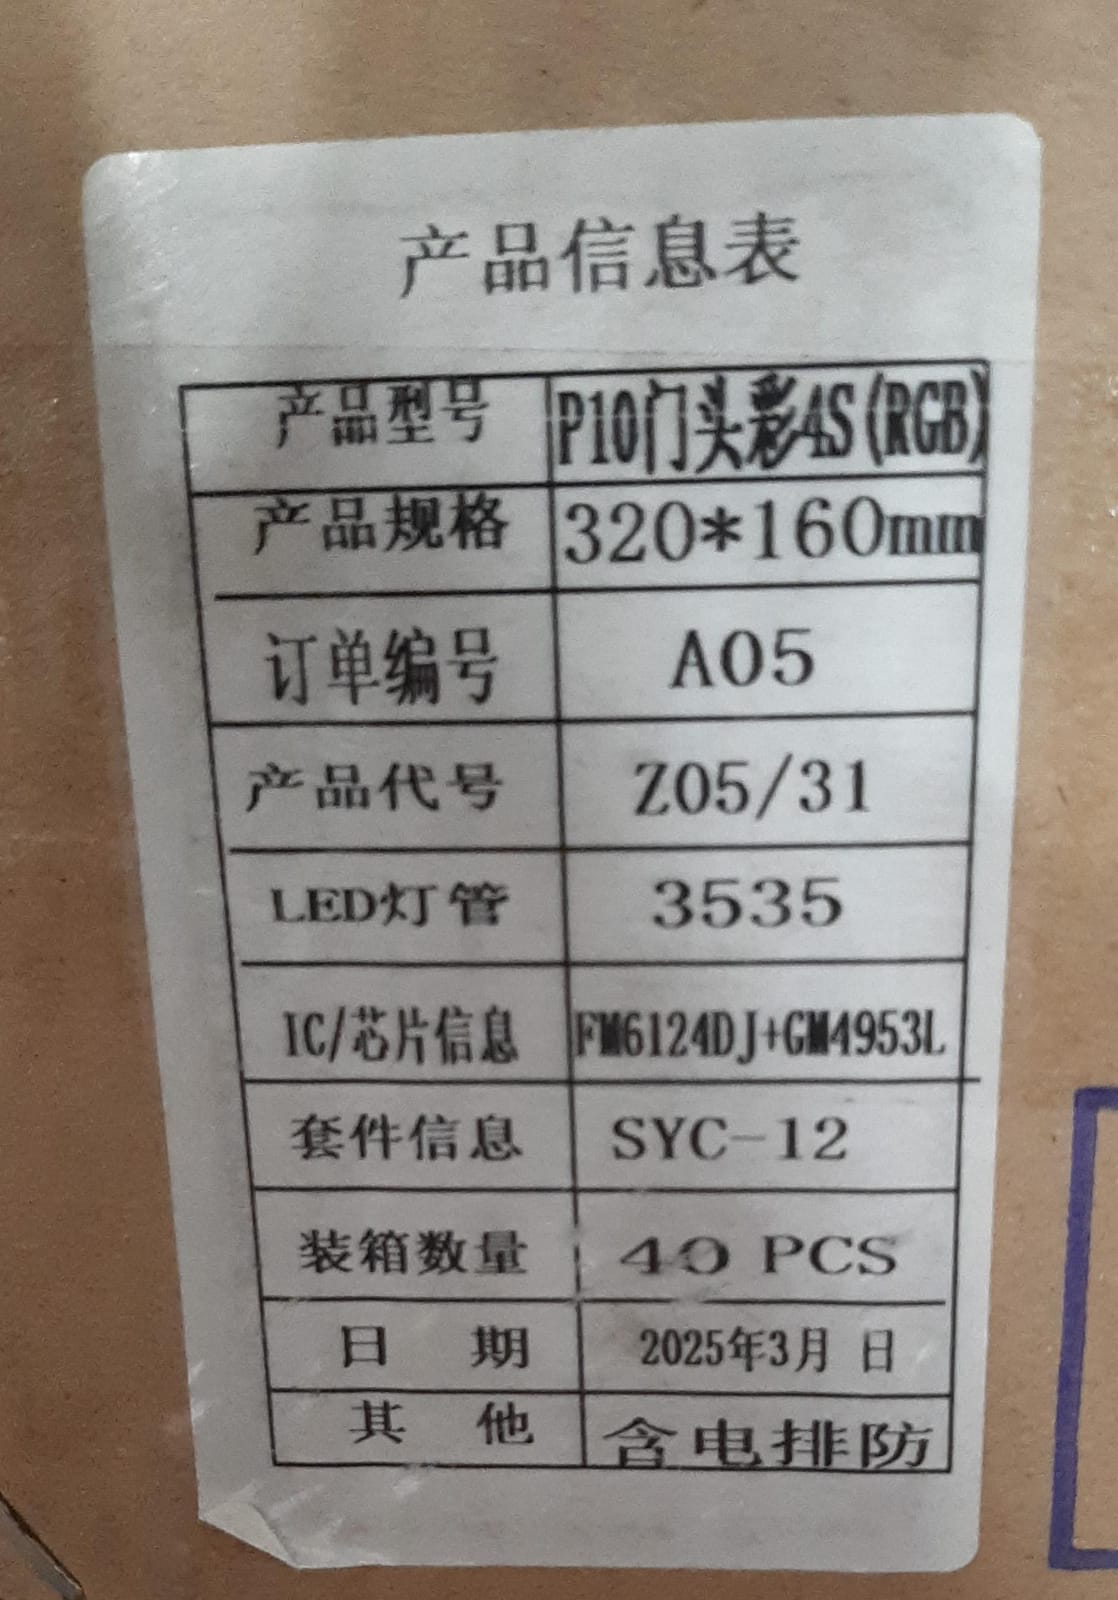 产品信息表
产品型号 P10门头彩4S(RGB)
产品规格 320*160mm
订单编号 A05
产品代号 Z05/31
LED灯管 3535
IC/芯片信息 FM6124DJ+GM4953L
套件信息 SYC-12
装箱数量 40 PCS
日 期 2025年3月 日
其 他 含电排防